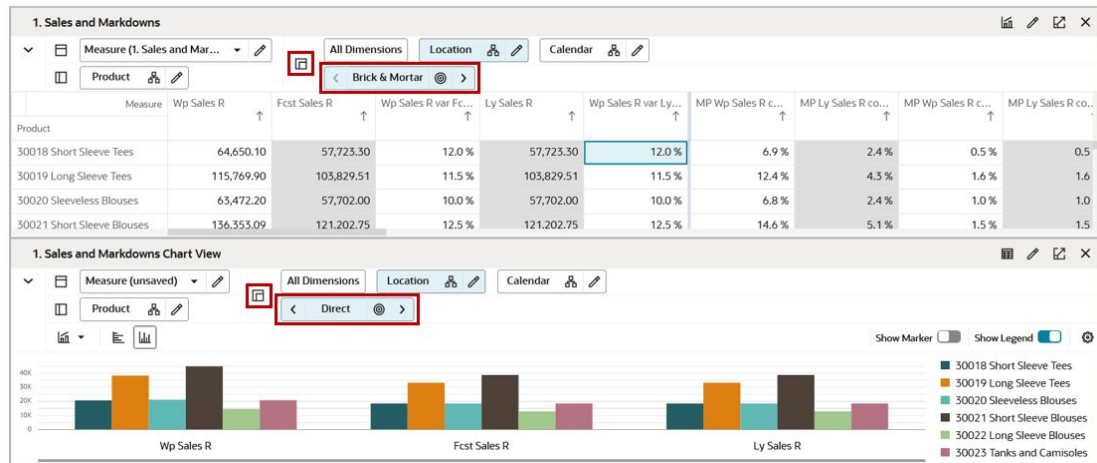 1. Sales and Markdowns
Measure (1. Sales and Mar...
All Dimensions Location Calendar
Product Brick & Mortar
Measure Wp Sales R Fcst Sales R Wp Sales R var Fc... Ly Sales R Wp Sales R var Ly... MP Wp Sales R c... MP Ly Sales R co... MP Wp Sales R c... MP Ly Sales R co..
Product
30018 Short Sleeve Tees 64,650.10 57,723.30 12.0 % 57,723.30 12.0 % 6.9 % 2.4 % 0.5 % 0.5
30019 Long Sleeve Tees 115,769.90 103,829.51 11.5 % 103,829.51 11.5 % 12.4 % 4.3 % 1.6 % 1.6
30020 Sleeveless Blouses 63,472.20 57,702.00 10.0 % 57,702.00 10.0 % 6.8 % 2.4 % 1.0 % 1.0
30021 Short Sleeve Blouses 136,353.09 121,202.75 12.5 % 121,202.75 12.5 % 14.6 % 5.1 % 1.5 % 1.5
1. Sales and Markdowns Chart View
Measure (unsaved) All Dimensions Location Calendar
Product Direct
Show Marker Show Legend
40K
30K
20K
10K
0
Wp Sales R Fcst Sales R Ly Sales R
30018 Short Sleeve Tees
30019 Long Sleeve Tees
30020 Sleeveless Blouses
30021 Short Sleeve Blouses
30022 Long Sleeve Blouses
30023 Tanks and Camisoles